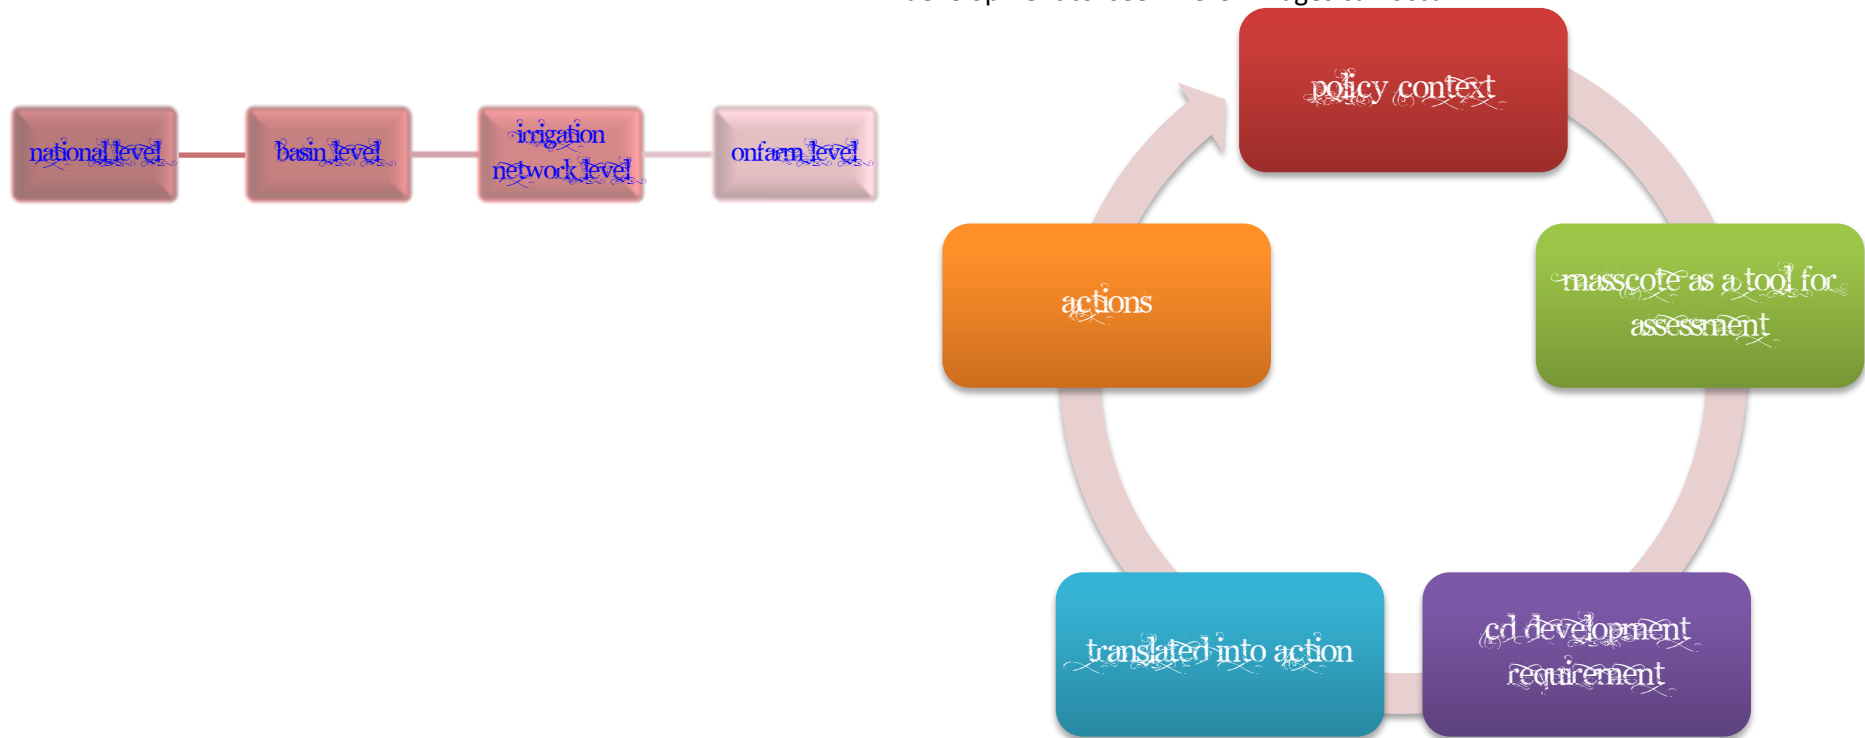 national level
basin level
irrigation
network level
onfarm level
policy context
masscote as a tool for
assessment
cd development
requirement
translated into action
actions